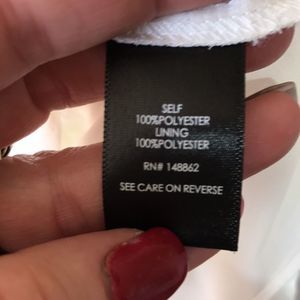 SELF
100%POLYESTER
LINING
100%POLYESTER
RN# 148862
SEE CARE ON REVERSE